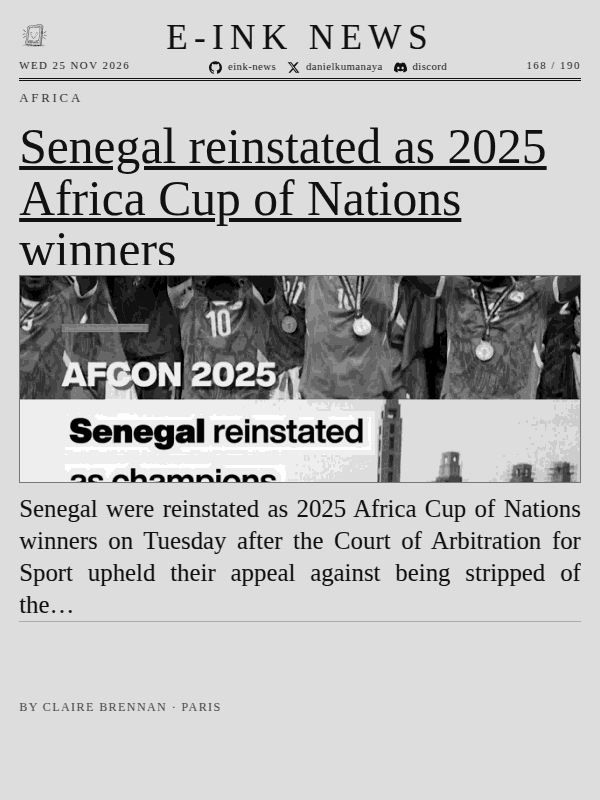 E-INK NEWS
WED 25 NOV 2026
eink-news danielkumanaya discord
168 / 190
AFRICA
Senegal reinstated as 2025
Africa Cup of Nations
winners
10
AFCON 2025
Senegal reinstated
as champions
Senegal were reinstated as 2025 Africa Cup of Nations
winners on Tuesday after the Court of Arbitration for
Sport upheld their appeal against being stripped of
the…
BY CLAIRE BRENNAN · PARIS